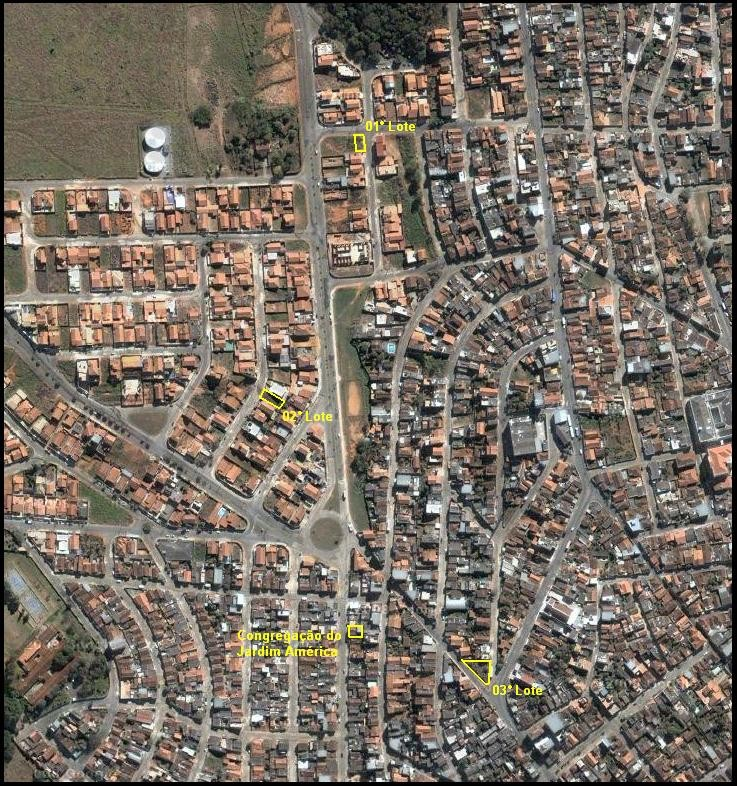 01° Lote
02° Lote
Congregação do
Jardim América
03° Lote